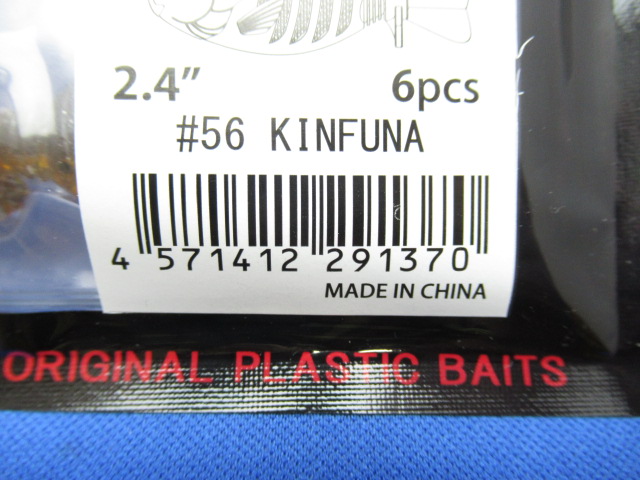 2.4” 6pcs
#56 KINFUNA
4 571412 291370
MADE IN CHINA
ORIGINAL PLASTIC BAITS